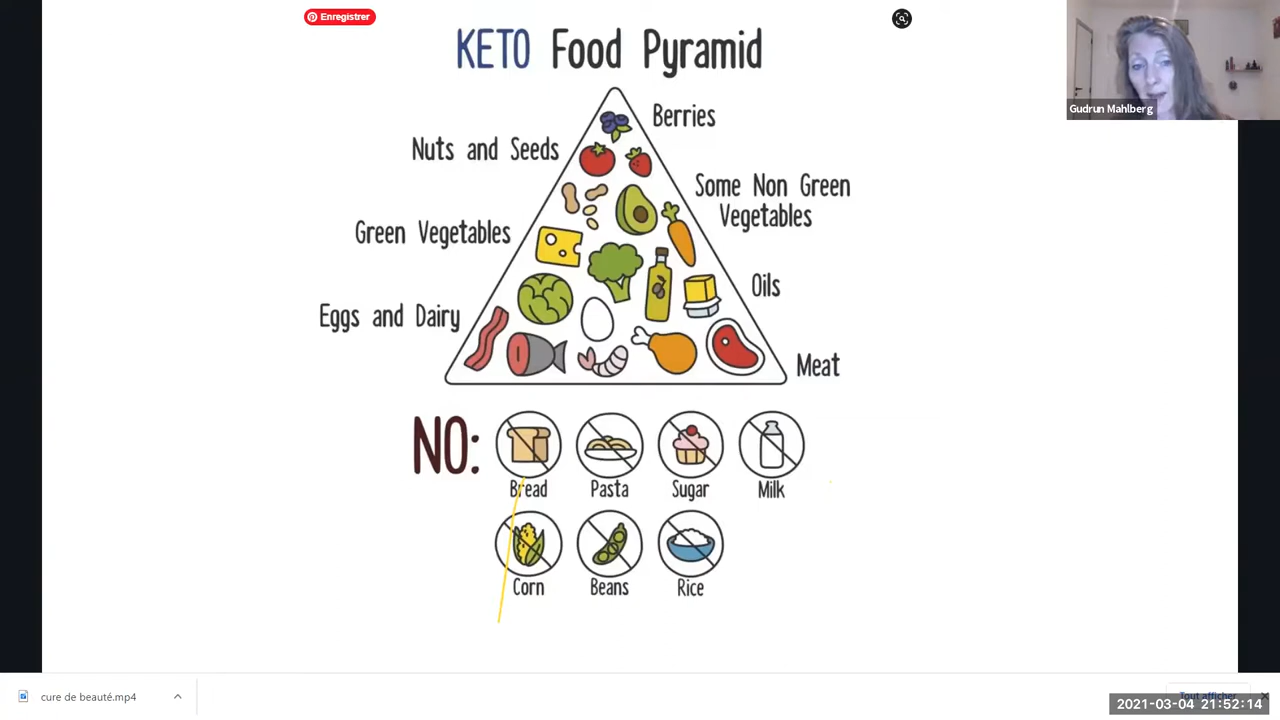 Enregistrer
KETO Food Pyramid
Gudrun Mahlberg
Berries
Nuts and Seeds
Some Non Green
Vegetables
Green Vegetables
Oils
Eggs and Dairy
Meat
NO:
Bread Pasta Sugar Milk
Corn Beans Rice
cure de beauté.mp4
Tout afficher
2021-03-04 21:52:14